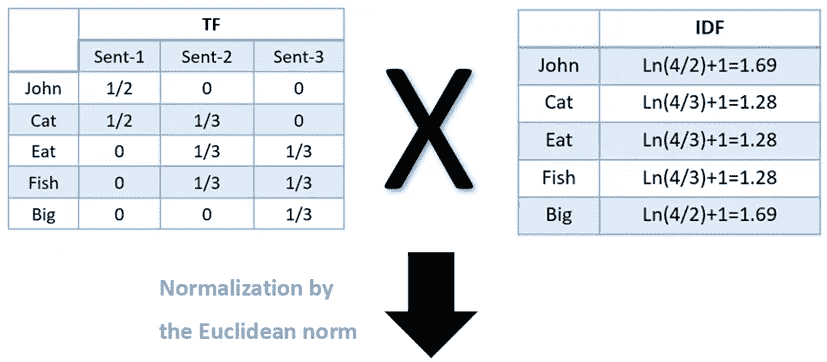 TF
Sent-1 Sent-2 Sent-3
John 1/2 0 0
Cat 1/2 1/3 0
Eat 0 1/3 1/3
Fish 0 1/3 1/3
Big 0 0 1/3
X
IDF
John Ln(4/2)+1=1.69
Cat Ln(4/3)+1=1.28
Eat Ln(4/3)+1=1.28
Fish Ln(4/3)+1=1.28
Big Ln(4/2)+1=1.69
Normalization by
the Euclidean norm